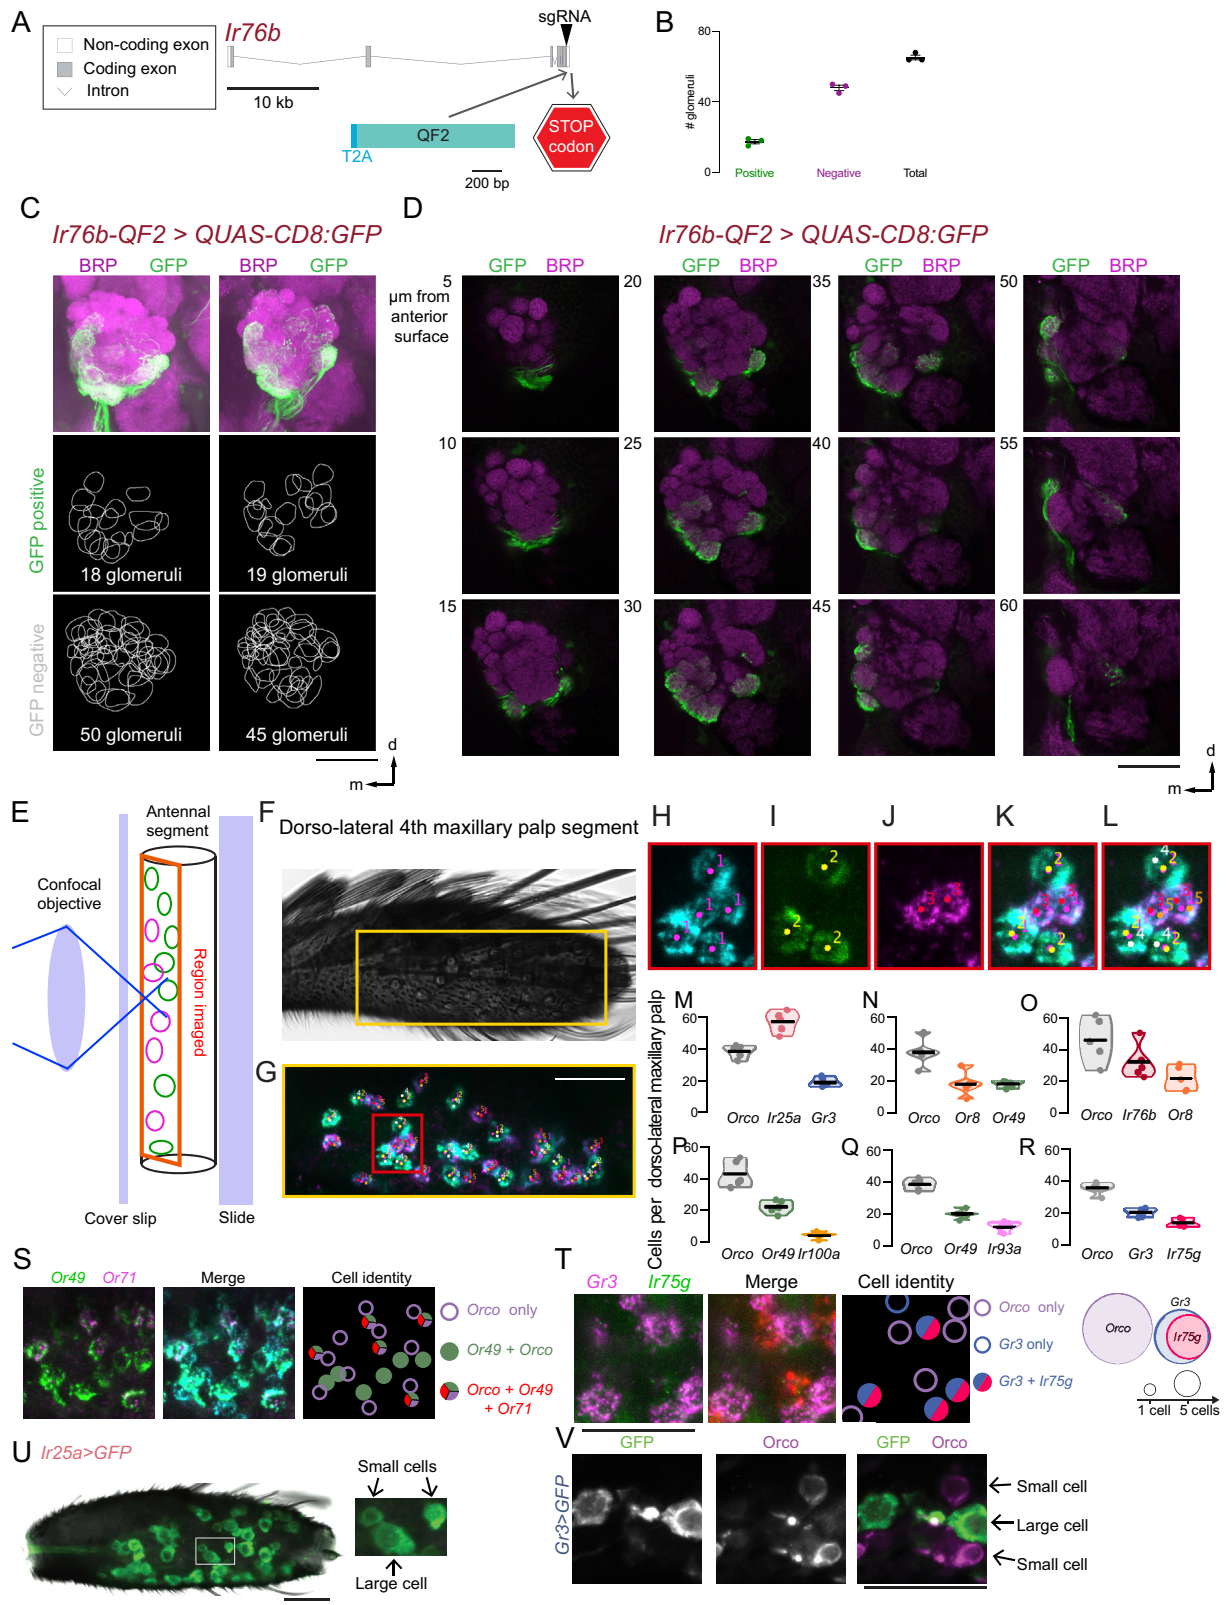 A
Non-coding exon
Coding exon
Intron
Ir76b
sgRNA
10 kb
QF2
T2A
STOP
codon
200 bp
B
80
40
0
# glomeruli
Positive
Negative
Total
C
Ir76b-QF2 > QUAS-CD8:GFP
BRP GFP
BRP GFP
GFP positive
18 glomeruli
19 glomeruli
GFP negative
50 glomeruli
45 glomeruli
d
m
D
Ir76b-QF2 > QUAS-CD8:GFP
GFP BRP
GFP BRP
GFP BRP
GFP BRP
5
µm from
anterior
surface
20
35
50
10
25
40
55
15
30
45
60
d
m
E
Antennal
segment
Confocal
objective
Region imaged
Cover slip
Slide
F
Dorso-lateral 4th maxillary palp segment
G
H
I
J
K
L
Cells per dorso-lateral maxillary palp
M
60
40
20
0
Orco Ir25a Gr3
N
60
40
20
0
Orco Or8 Or49
O
60
40
20
0
Orco Ir76b Or8
P
60
40
20
0
Orco Or49 Ir100a
Q
60
40
20
0
Orco Or49 Ir93a
R
60
40
20
0
Orco Gr3 Ir75g
S
Or49 Or71
Merge
Cell identity
Orco only
Or49 + Orco
Orco + Or49
+ Or71
T
Gr3 Ir75g
Merge
Cell identity
Orco only
Gr3 only
Gr3 + Ir75g
Orco
Gr3
Ir75g
1 cell
5 cells
U
Ir25a>GFP
Small cells
Large cell
V
Gr3>GFP
GFP
Orco
GFP Orco
Small cell
Large cell
Small cell